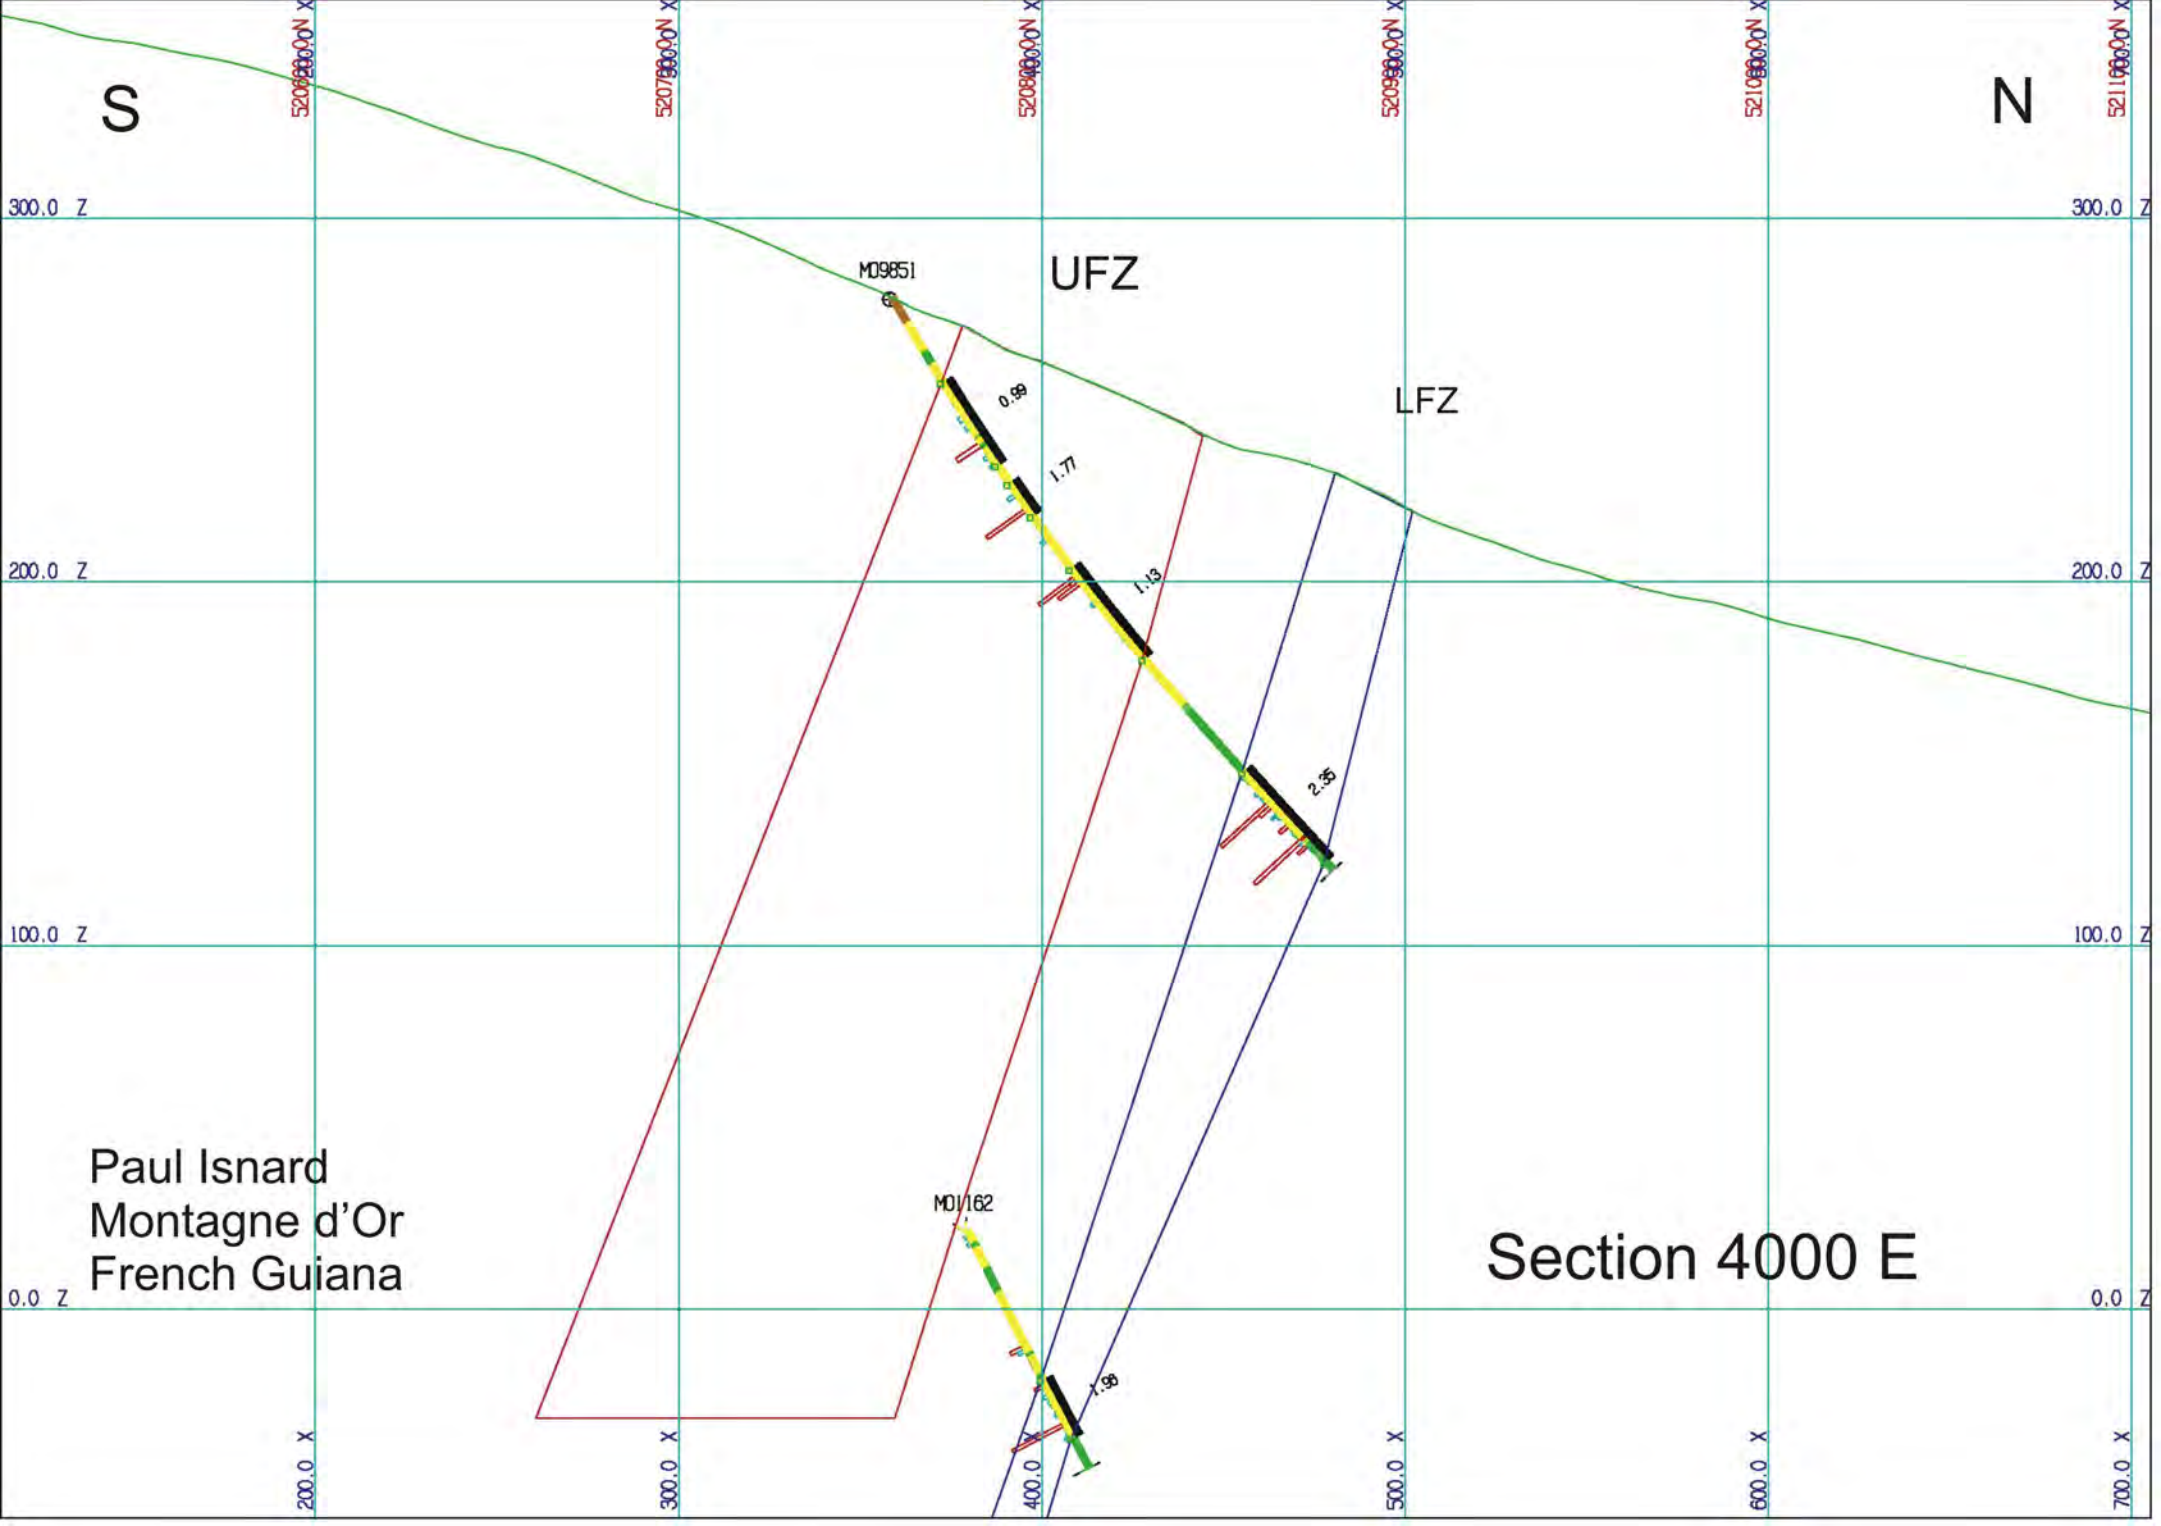 S
N
300.0 Z
300.0 Z
MO9851
UFZ
0.99
LFZ
1.77
200.0 Z
200.0 Z
1.13
2.35
100.0 Z
100.0 Z
Paul Isnard
Montagne d'Or
French Guiana
MO1162
Section 4000 E
0.0 Z
0.0 Z
1.98
200.0 X
300.0 X
400.0 X
500.0 X
600.0 X
700.0 X